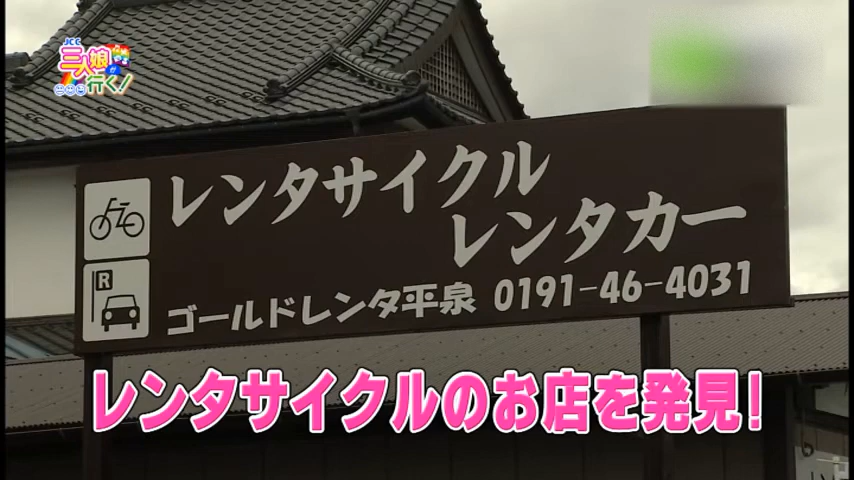 JCC
三人娘が
行く!
レンタサイクル
レンタカー
R
ゴールドレンタ平泉 0191-46-4031
レンタサイクルのお店を発見!